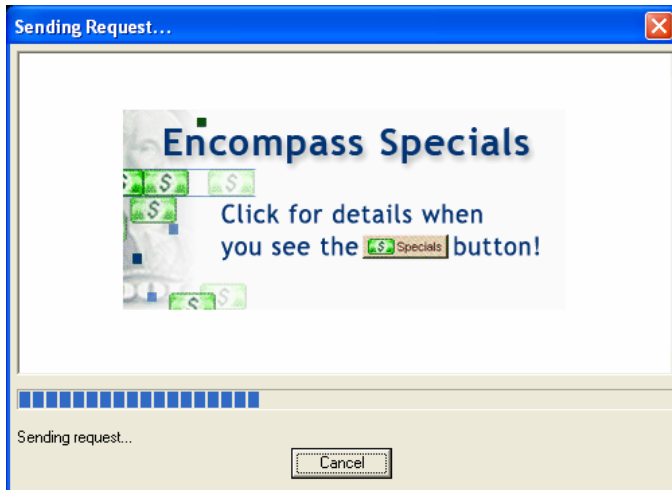 Sending Request...
Encompass Specials
$ $ $
$
Click for details when
you see the $ Specials button!
$ $
Sending request...
Cancel